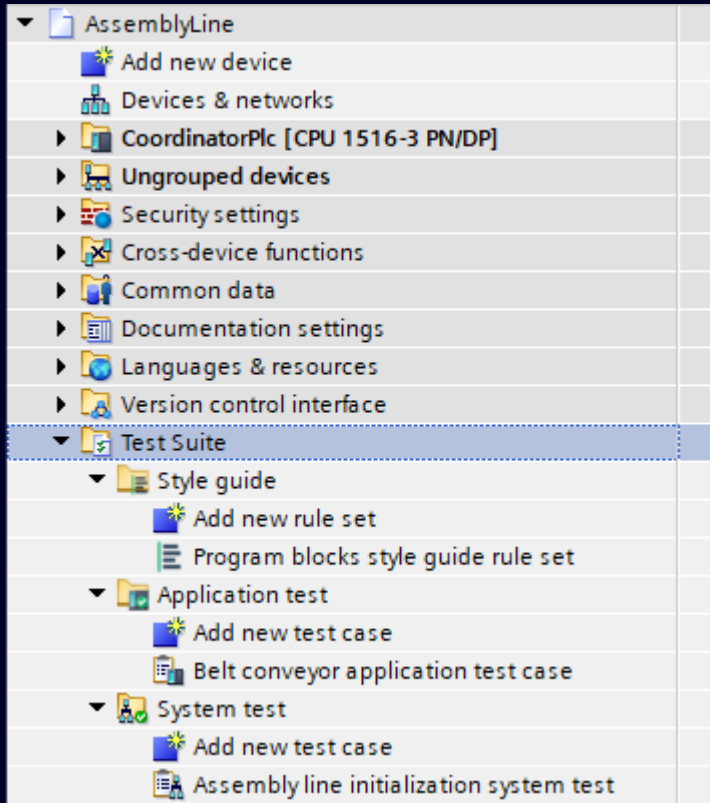 AssemblyLine
Add new device
Devices & networks
CoordinatorPlc [CPU 1516-3 PN/DP]
Ungrouped devices
Security settings
Cross-device functions
Common data
Documentation settings
Languages & resources
Version control interface
Test Suite
Style guide
Add new rule set
Program blocks style guide rule set
Application test
Add new test case
Belt conveyor application test case
System test
Add new test case
Assembly line initialization system test